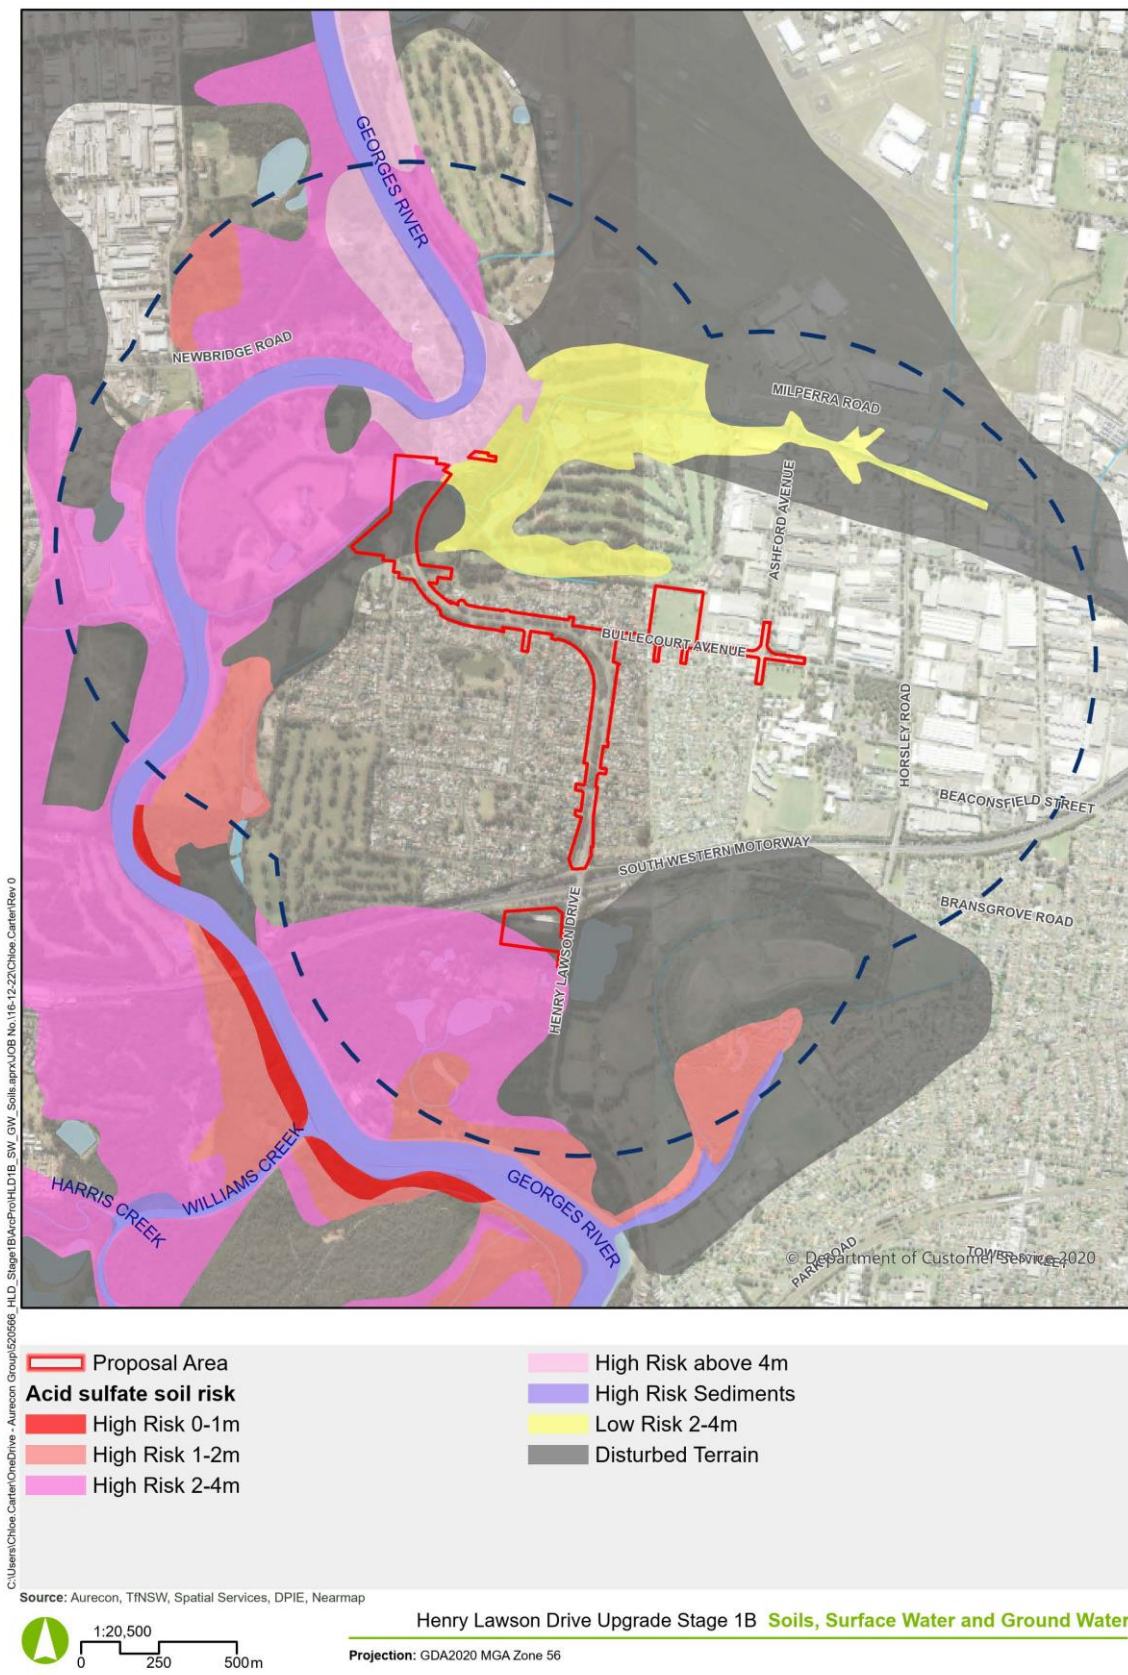 GEORGES RIVER
NEWBRIDGE ROAD
MILPERRA ROAD
ASHFORD AVENUE
BULLECOURT AVENUE
HORSLEY ROAD
BEACONSFIELD STREET
SOUTH WESTERN MOTORWAY
BRANSGROVE ROAD
HENRY LAWSON DRIVE
WILLIAMS CREEK
HARRIS CREEK
GEORGES RIVER
PARK ROAD
TOWER STREET
© Department of Customer Service 2020
C:\Users\Chloe.Carter\OneDrive - Aurecon Group\520566_HLD_Stage1B\ArcPro\HLD1B_SW_GW_Soils.aprx\JOB No.\16-12-22\Chloe.Carter\Rev 0
Proposal Area
Acid sulfate soil risk
High Risk 0-1m
High Risk 1-2m
High Risk 2-4m
High Risk above 4m
High Risk Sediments
Low Risk 2-4m
Disturbed Terrain
Source: Aurecon, TfNSW, Spatial Services, DPIE, Nearmap
1:20,500
0 250 500m
Henry Lawson Drive Upgrade Stage 1B Soils, Surface Water and Ground Water
Projection: GDA2020 MGA Zone 56